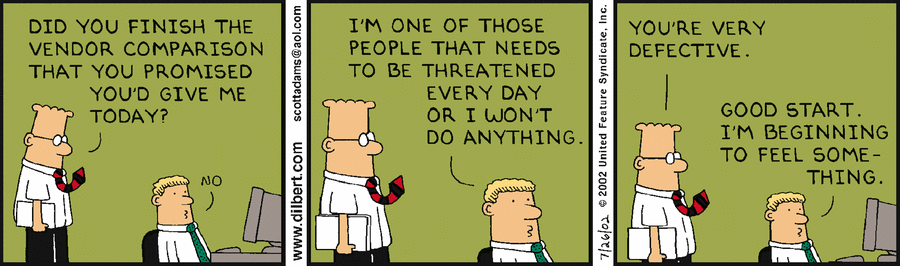 DID YOU FINISH THE
VENDOR COMPARISON
THAT YOU PROMISED
YOU'D GIVE ME
TODAY?
NO
scottadams@aol.com
www.dilbert.com
I'M ONE OF THOSE
PEOPLE THAT NEEDS
TO BE THREATENED
EVERY DAY
OR I WON'T
DO ANYTHING.
7/26/02 © 2002 United Feature Syndicate, Inc.
YOU'RE VERY
DEFECTIVE.
GOOD START.
I'M BEGINNING
TO FEEL SOME-
THING.